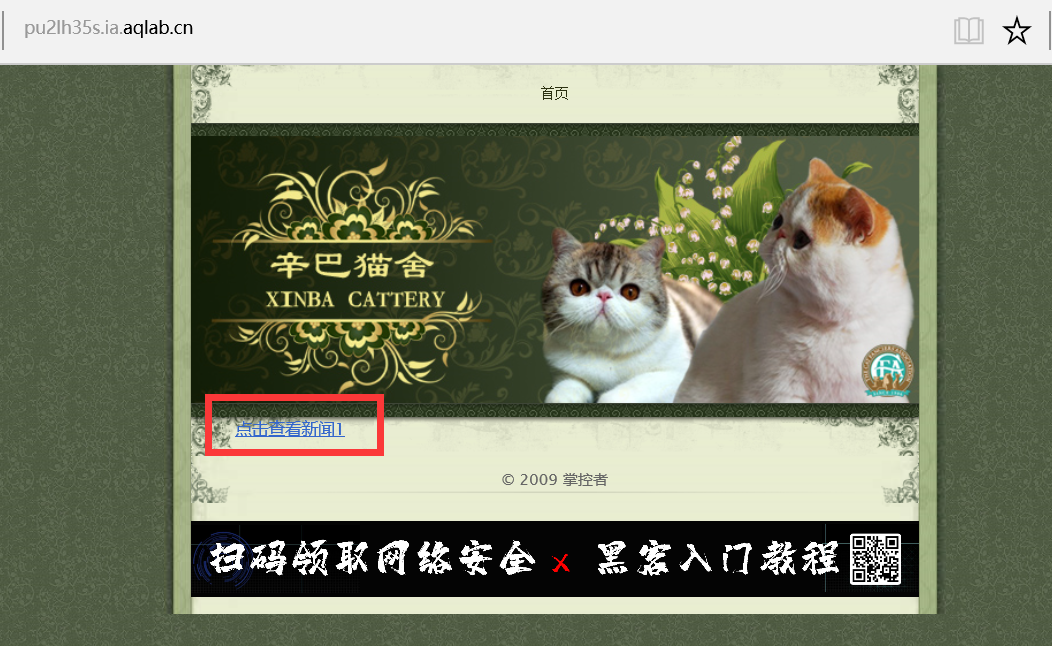 pu2lh35s.ia.aqlab.cn
首页
辛巴猫舍
XINBA CATTERY
点击查看新闻1
© 2009 掌控者
扫码领取网络安全 x 黑客入门教程